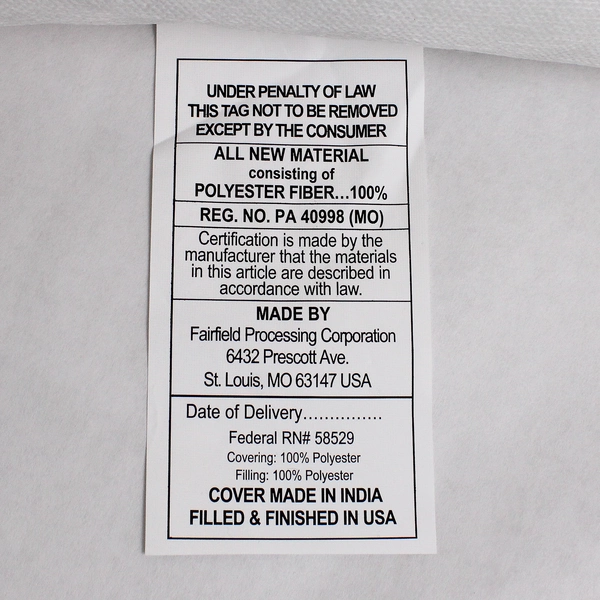 UNDER PENALTY OF LAW
THIS TAG NOT TO BE REMOVED
EXCEPT BY THE CONSUMER
ALL NEW MATERIAL
consisting of
POLYESTER FIBER...100%
REG. NO. PA 40998 (MO)
Certification is made by the
manufacturer that the materials
in this article are described in
accordance with law.
MADE BY
Fairfield Processing Corporation
6432 Prescott Ave.
St. Louis, MO 63147 USA
Date of Delivery...............
Federal RN# 58529
Covering: 100% Polyester
Filling: 100% Polyester
COVER MADE IN INDIA
FILLED & FINISHED IN USA